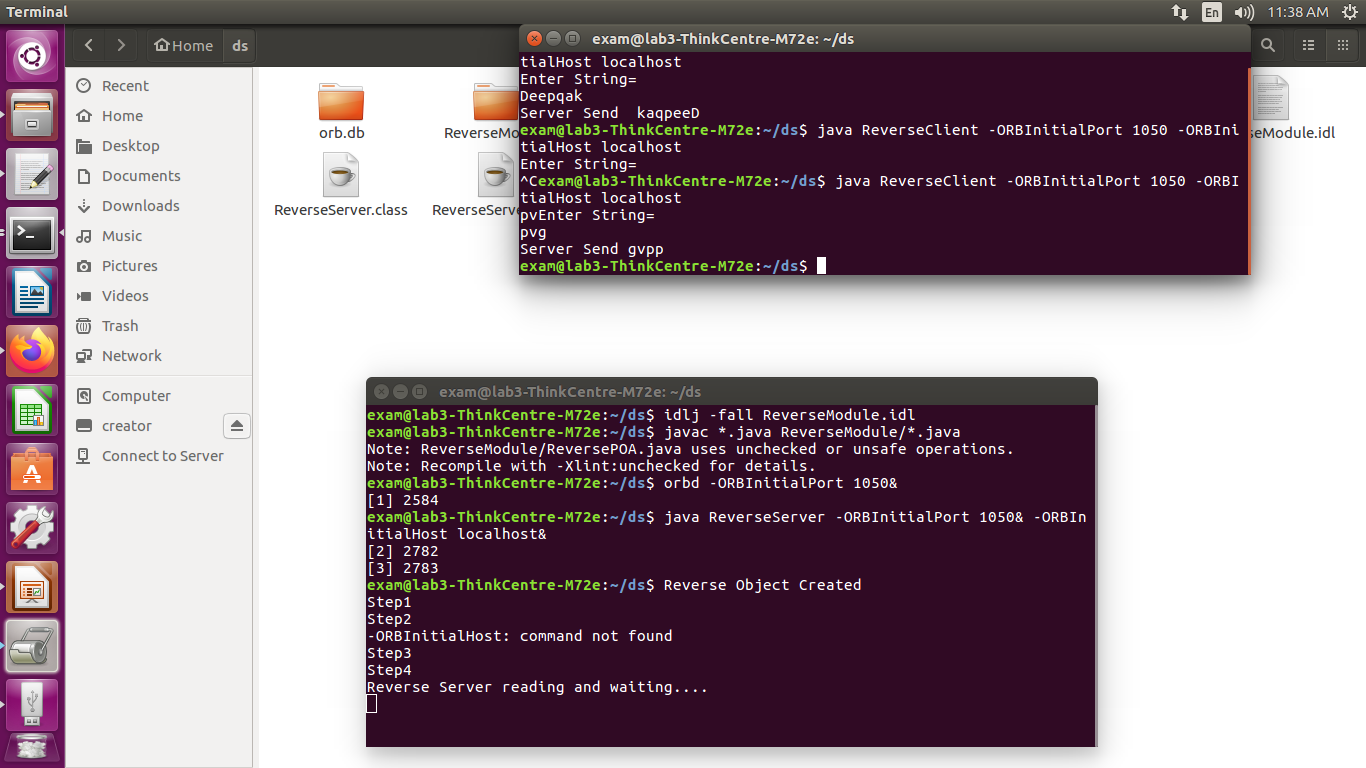 Terminal
En
11:38 AM
Home
ds
exam@lab3-ThinkCentre-M72e: ~/ds
Recent
Home
Desktop
Documents
Downloads
Music
Pictures
Videos
Trash
Network
Computer
creator
Connect to Server
orb.db
ReverseMo
seModule.idl
ReverseServer.class
ReverseServe
tialHost localhost
Enter String=
Deepqak
Server Send  kaqpeeD
exam@lab3-ThinkCentre-M72e:~/ds$ java ReverseClient -ORBInitialPort 1050 -ORBIni
tialHost localhost
Enter String=
^Cexam@lab3-ThinkCentre-M72e:~/ds$ java ReverseClient -ORBInitialPort 1050 -ORBI
tialHost localhost
pvEnter String=
pvg
Server Send gvpp
exam@lab3-ThinkCentre-M72e:~/ds$
exam@lab3-ThinkCentre-M72e: ~/ds
exam@lab3-ThinkCentre-M72e:~/ds$ idlj -fall ReverseModule.idl
exam@lab3-ThinkCentre-M72e:~/ds$ javac *.java ReverseModule/*.java
Note: ReverseModule/ReversePOA.java uses unchecked or unsafe operations.
Note: Recompile with -Xlint:unchecked for details.
exam@lab3-ThinkCentre-M72e:~/ds$ orbd -ORBInitialPort 1050&
[1] 2584
exam@lab3-ThinkCentre-M72e:~/ds$ java ReverseServer -ORBInitialPort 1050& -ORBIn
itialHost localhost&
[2] 2782
[3] 2783
exam@lab3-ThinkCentre-M72e:~/ds$ Reverse Object Created
Step1
Step2
-ORBInitialHost: command not found
Step3
Step4
Reverse Server reading and waiting....